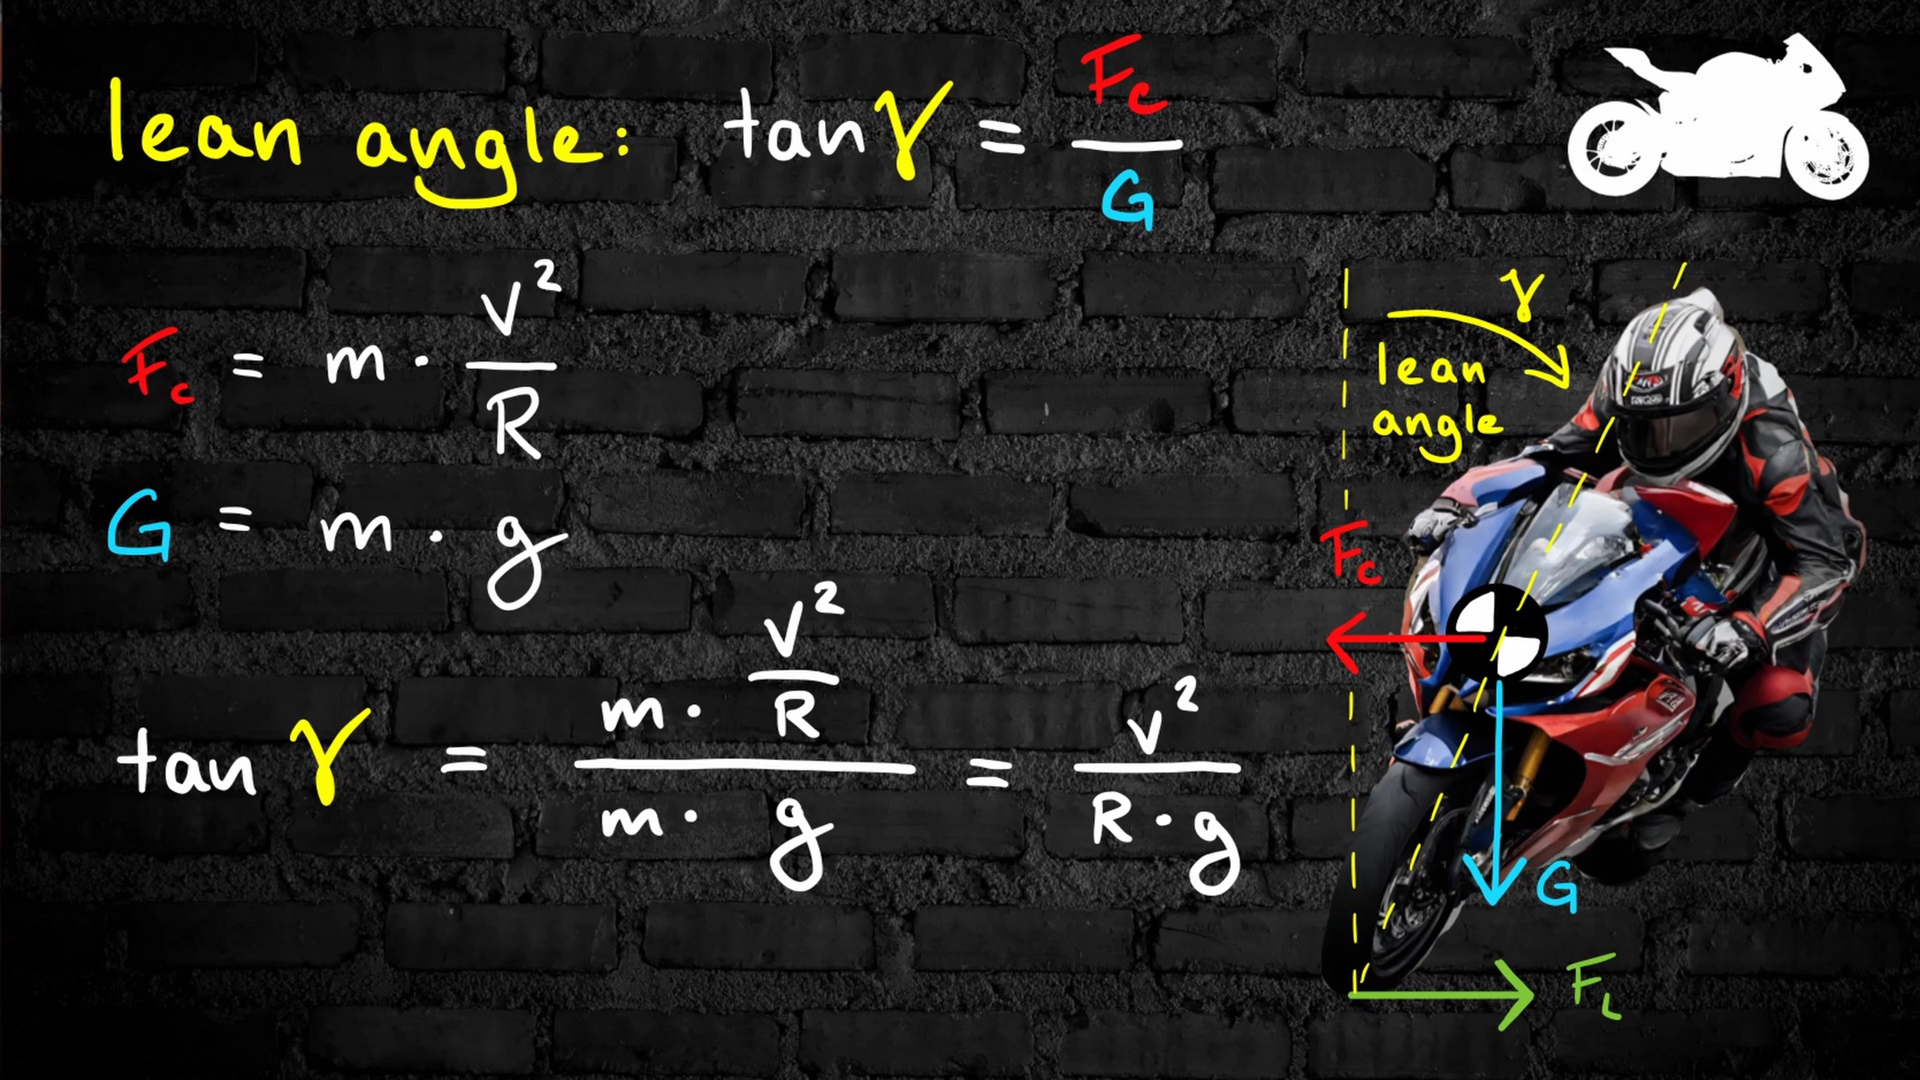 lean angle: tan γ = Fc / G
Fc = m · v² / R
G = m · g
tan γ = (m · v² / R) / (m · g) = v² / (R · g)
γ
lean
angle
Fc
G
FL